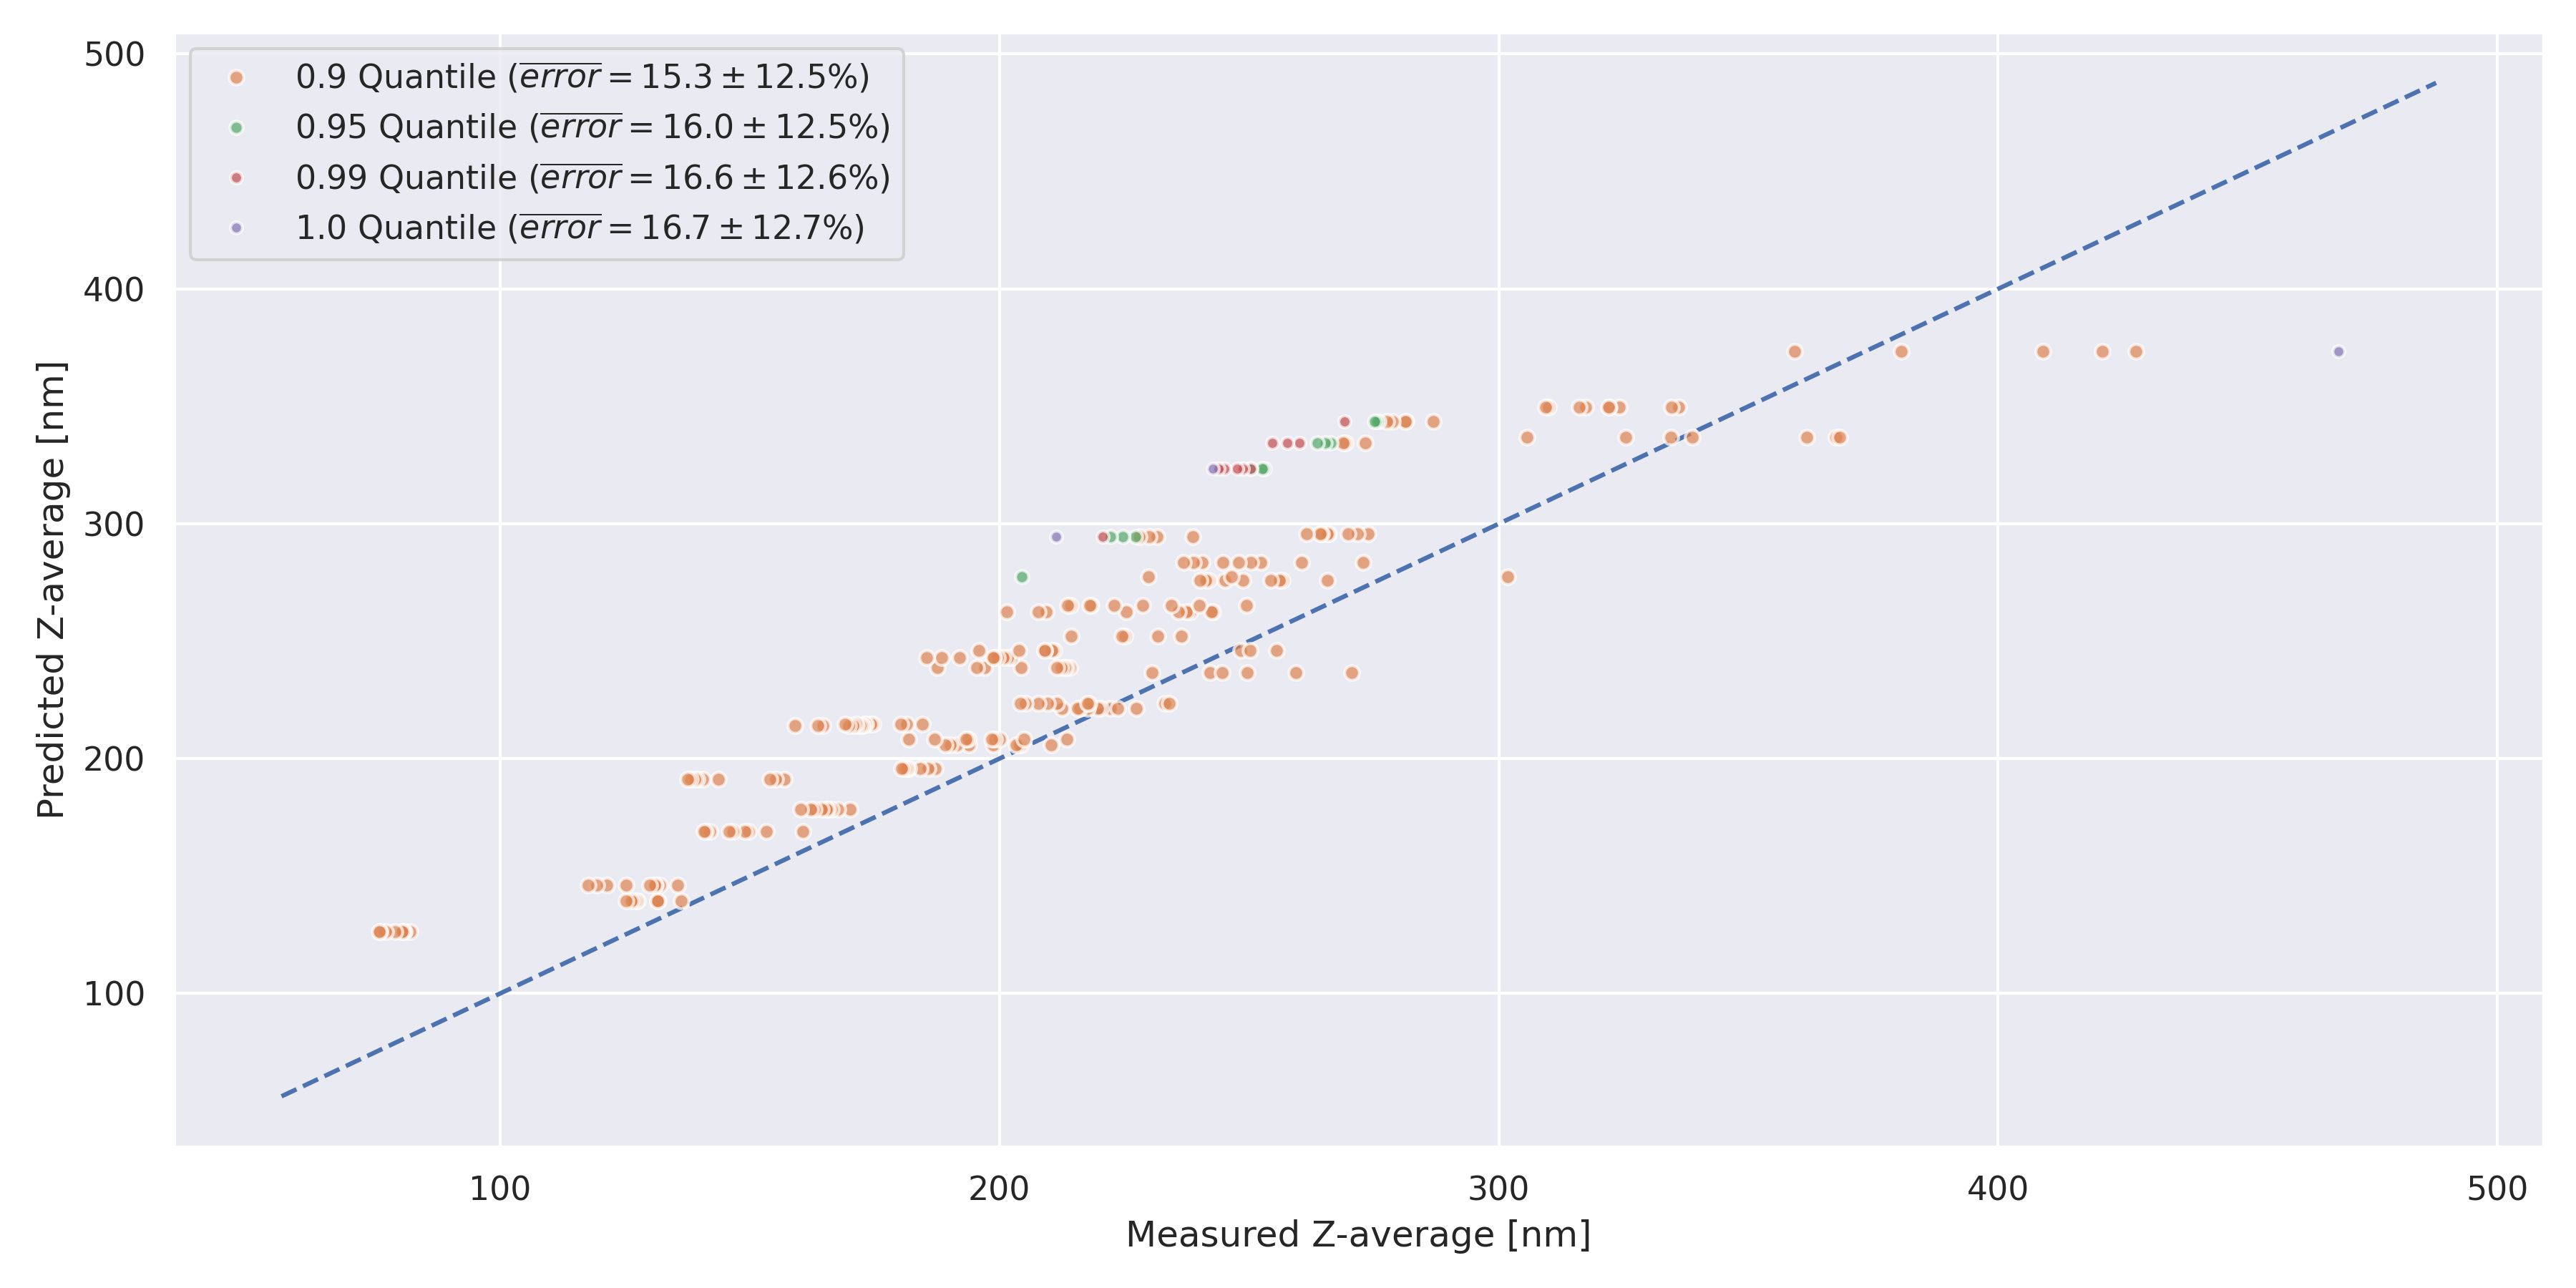 0.9 Quantile (error = 15.3 ± 12.5%)
0.95 Quantile (error = 16.0 ± 12.5%)
0.99 Quantile (error = 16.6 ± 12.6%)
1.0 Quantile (error = 16.7 ± 12.7%)
500
400
300
200
100
Predicted Z-average [nm]
100 200 300 400 500
Measured Z-average [nm]